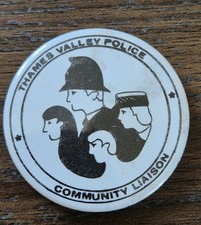 THAMES VALLEY POLICE
COMMUNITY LIAISON